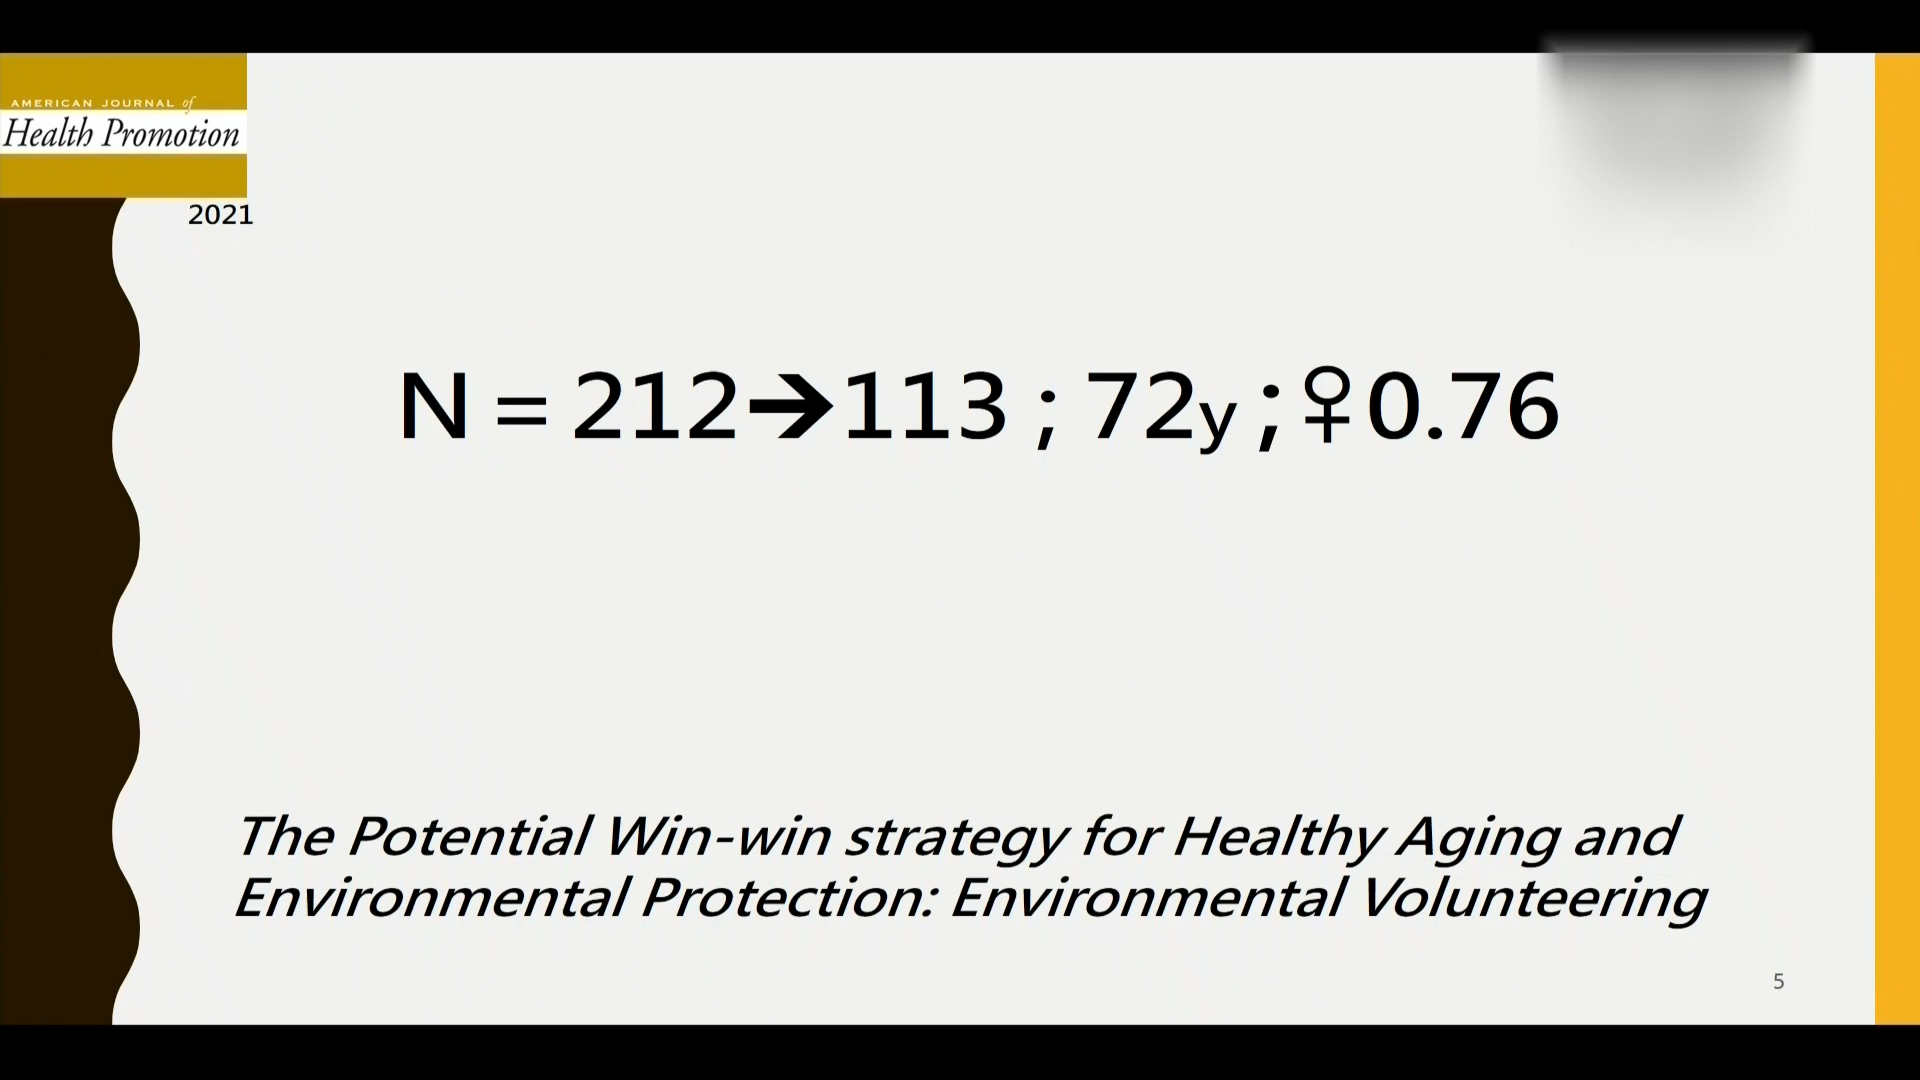 AMERICAN JOURNAL of
Health Promotion
2021
N = 212➔113 ; 72y ;♀0.76
The Potential Win-win strategy for Healthy Aging and
Environmental Protection: Environmental Volunteering
5